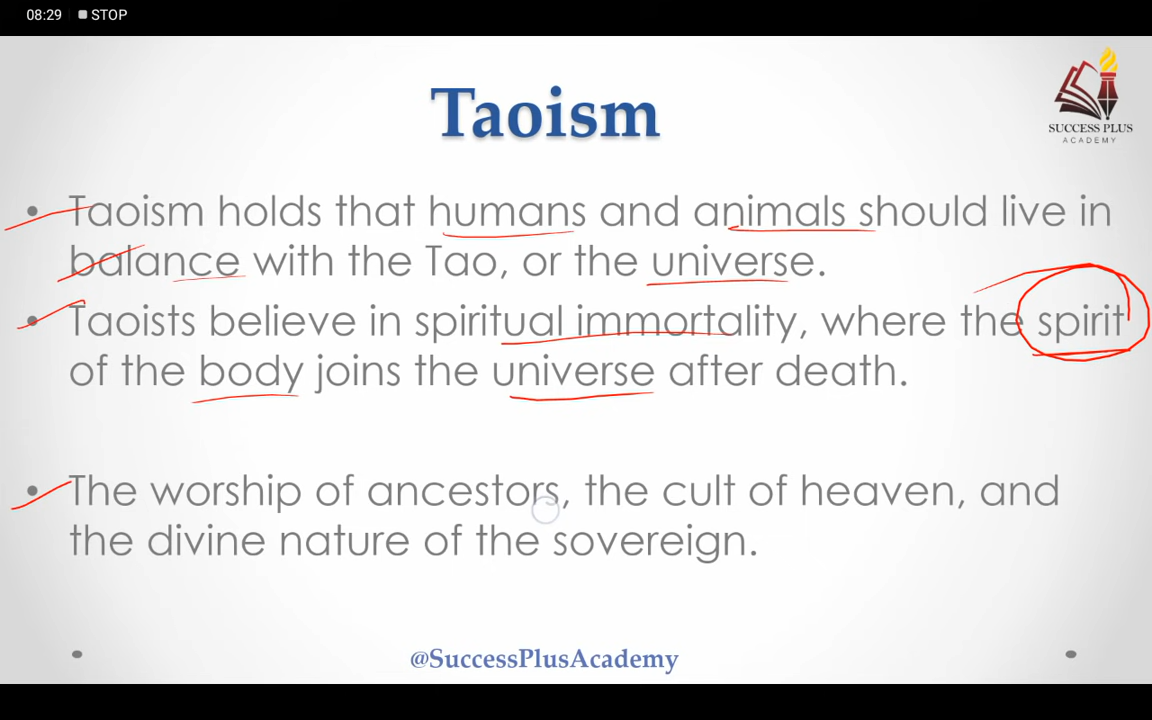 08:29 STOP
SUCCESS PLUS
ACADEMY
Taoism
• Taoism holds that humans and animals should live in
balance with the Tao, or the universe.
• Taoists believe in spiritual immortality, where the spirit
of the body joins the universe after death.
• The worship of ancestors, the cult of heaven, and
the divine nature of the sovereign.
@SuccessPlusAcademy